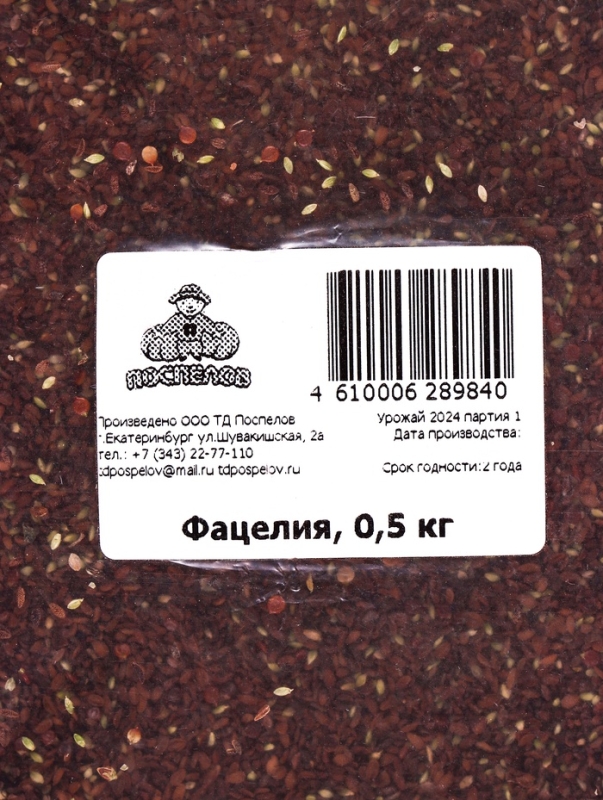 ПОСПЕЛОВ
4 610006 289840
Произведено ООО ТД Поспелов
г.Екатеринбург ул.Шувакишская, 2а
тел.: +7 (343) 22-77-110
tdpospelov@mail.ru tdpospelov.ru
Урожай 2024 партия 1
Дата производства:
Срок годности:2 года
Фацелия, 0,5 кг